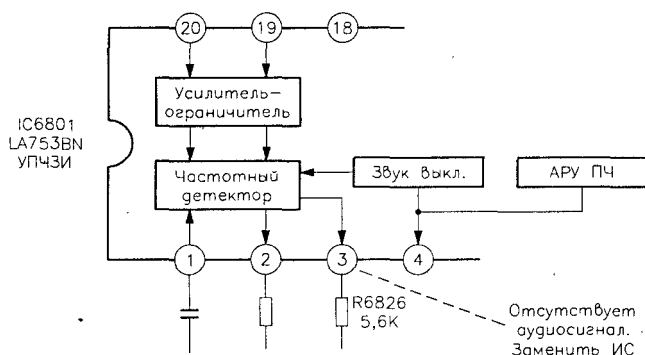 20
19
18
Усилитель-
ограничитель
IC6801
LA753BN
УПЧЗИ
Частотный
детектор
Звук выкл.
АРУ ПЧ
1
2
3
4
R6826
5,6K
Отсутствует
аудиосигнал.
Заменить ИС